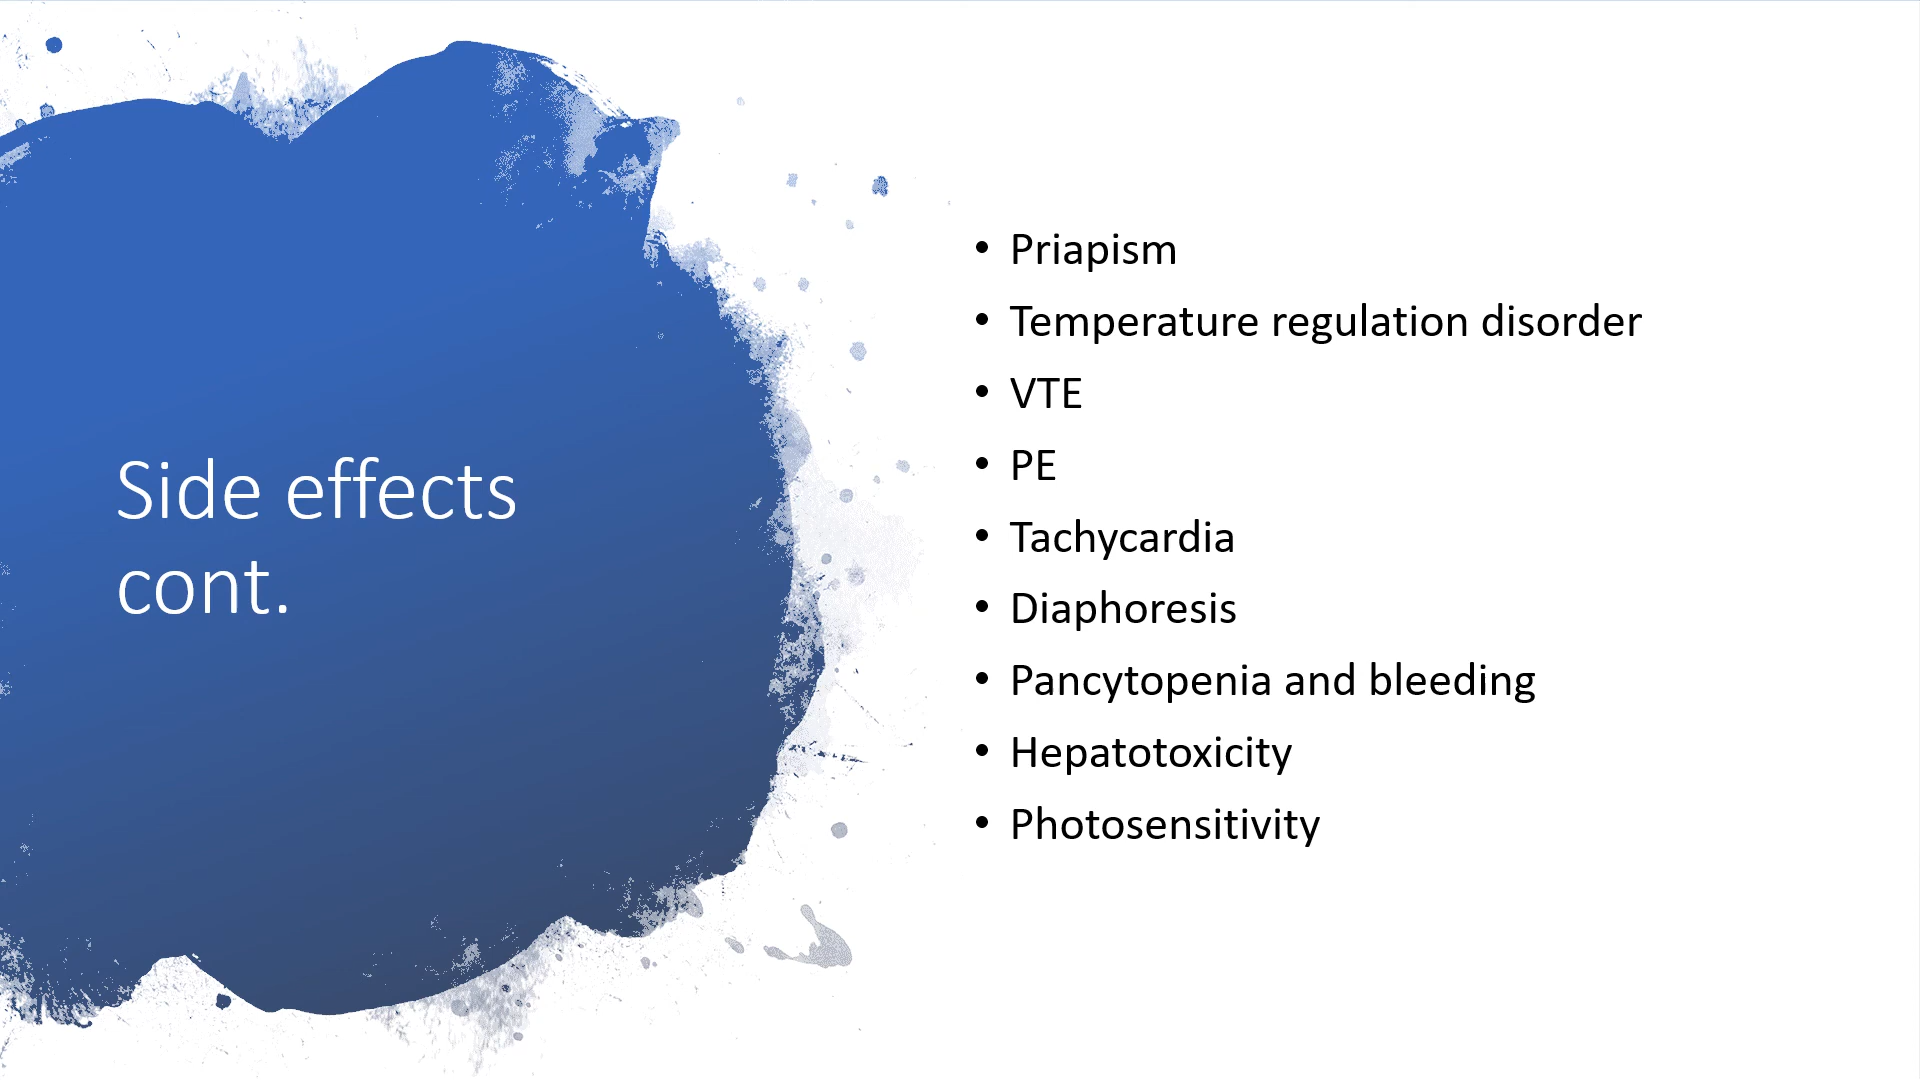 Side effects
cont.
• Priapism
• Temperature regulation disorder
• VTE
• PE
• Tachycardia
• Diaphoresis
• Pancytopenia and bleeding
• Hepatotoxicity
• Photosensitivity